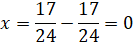 x = 17/24 − 17/24 = 0